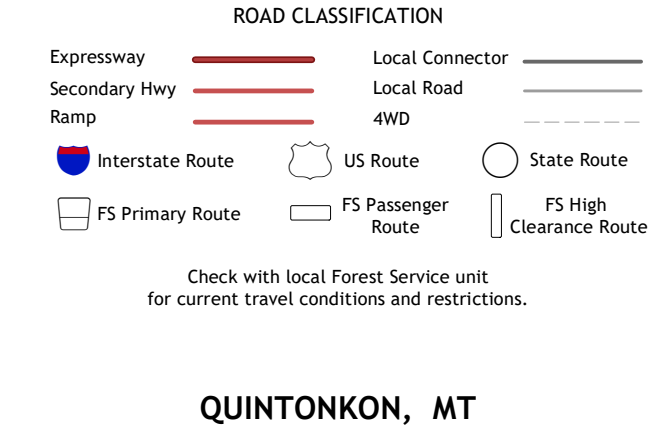 ROAD CLASSIFICATION
Expressway
Local Connector
Secondary Hwy
Local Road
Ramp
4WD
Interstate Route
US Route
State Route
FS Primary Route
FS Passenger
Route
FS High
Clearance Route
Check with local Forest Service unit
for current travel conditions and restrictions.
QUINTONKON, MT